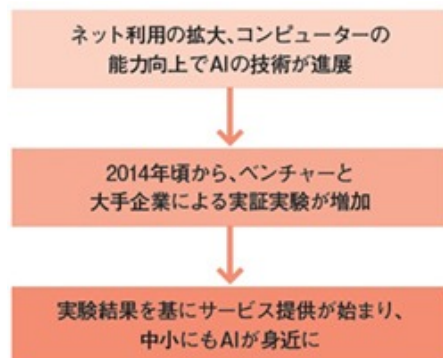 ネット利用の拡大、コンピューターの
能力向上でAIの技術が進展
2014年頃から、ベンチャーと
大手企業による実証実験が増加
実験結果を基にサービス提供が始まり、
中小にもAIが身近に